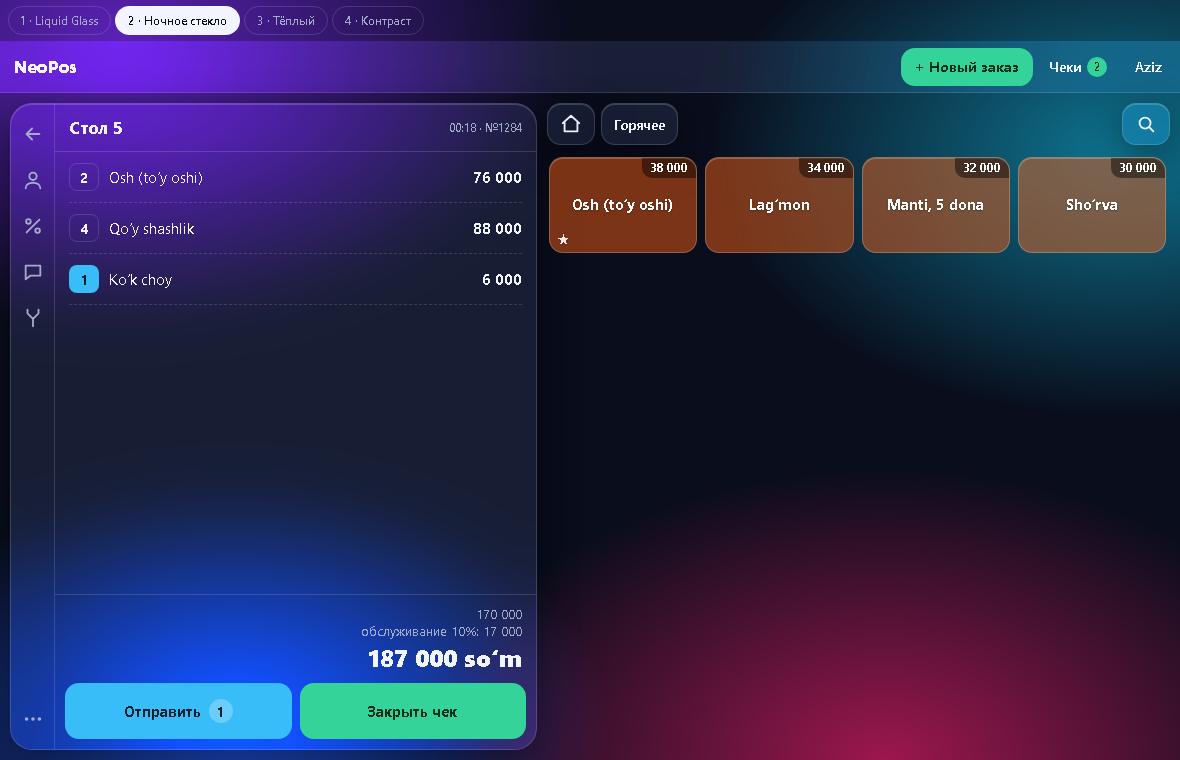 1 · Liquid Glass 2 · Ночное стекло 3 · Тёплый 4 · Контраст
NeoPos + Новый заказ Чеки 2 Aziz
Стол 5 00:18 · №1284
Горячее
2 Osh (to‘y oshi) 76 000
4 Qo‘y shashlik 88 000
1 Ko‘k choy 6 000
170 000
обслуживание 10%: 17 000
187 000 so‘m
Отправить 1 Закрыть чек
38 000
Osh (to‘y oshi)
34 000
Lag‘mon
32 000
Manti, 5 dona
30 000
Sho‘rva